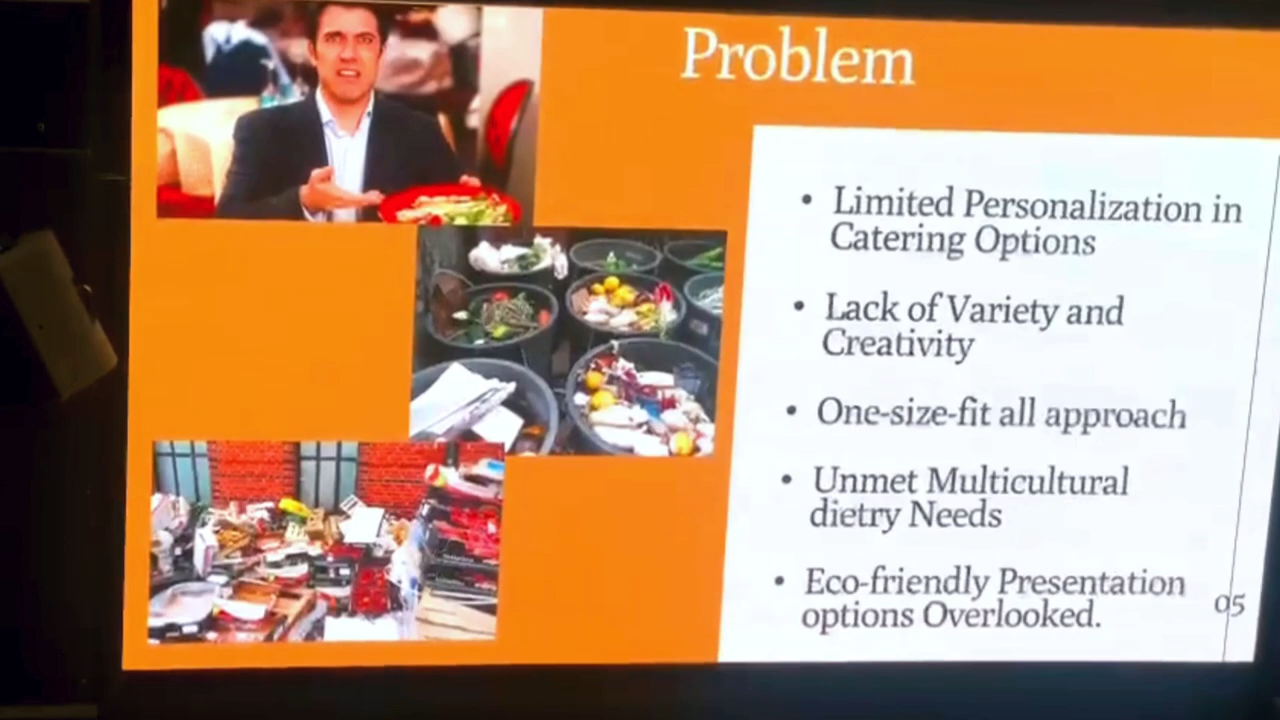 Problem
• Limited Personalization in
Catering Options
• Lack of Variety and
Creativity
• One-size-fit all approach
• Unmet Multicultural
dietry Needs
• Eco-friendly Presentation
options Overlooked.
05